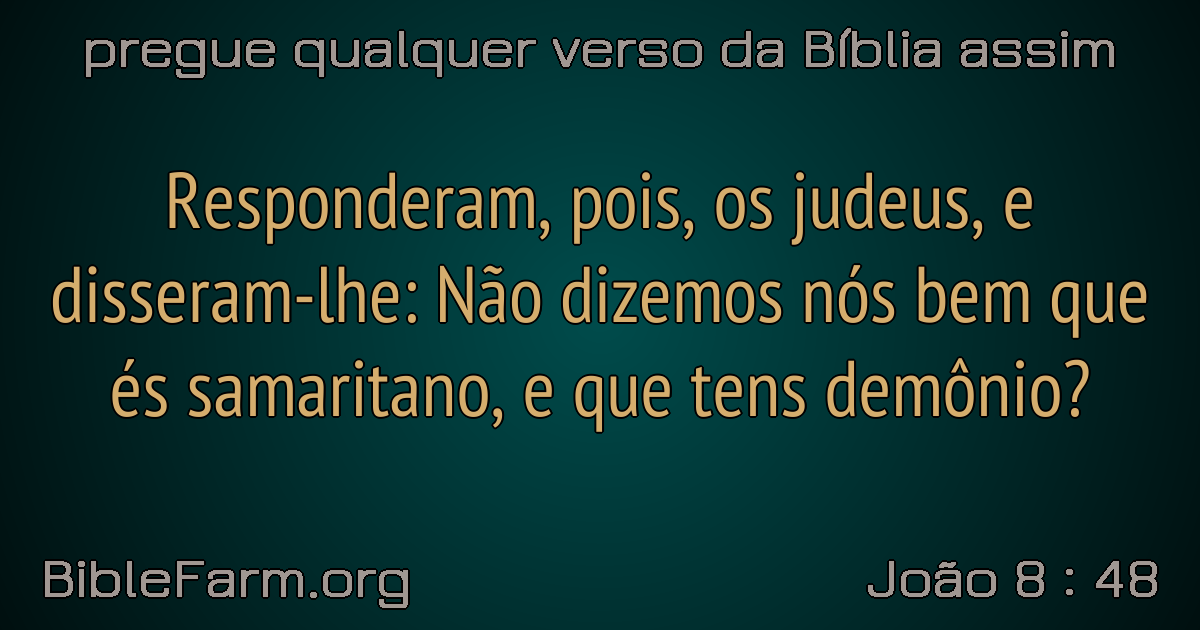 pregue qualquer verso da Bíblia assim
Responderam, pois, os judeus, e
disseram-lhe: Não dizemos nós bem que
és samaritano, e que tens demônio?
BibleFarm.org
João 8 : 48